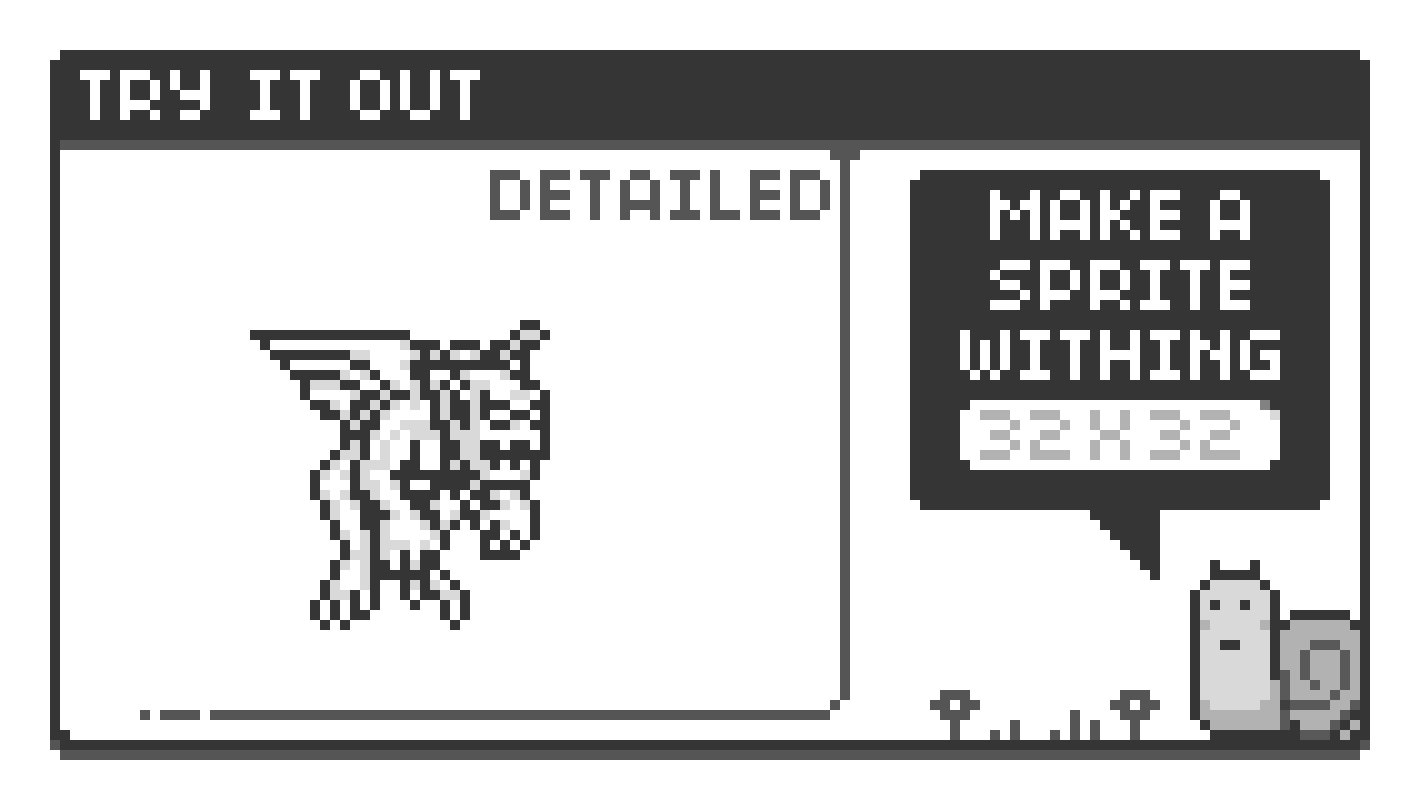 TRY IT OUT
DETAILED
MAKE A
SPRITE
WITHING
32X32